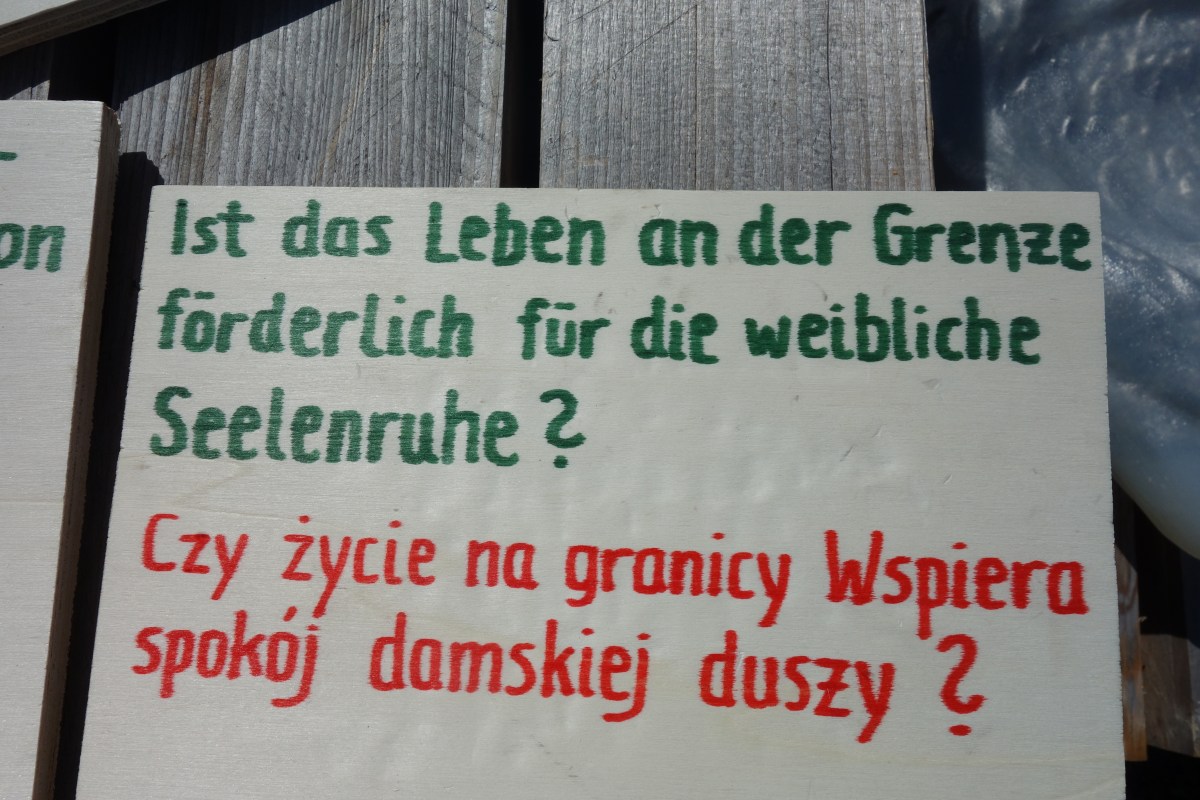 on
Ist das Leben an der Grenze
förderlich für die weibliche
Seelenruhe?
Czy życie na granicy Wspiera
spokój damskiej duszy?